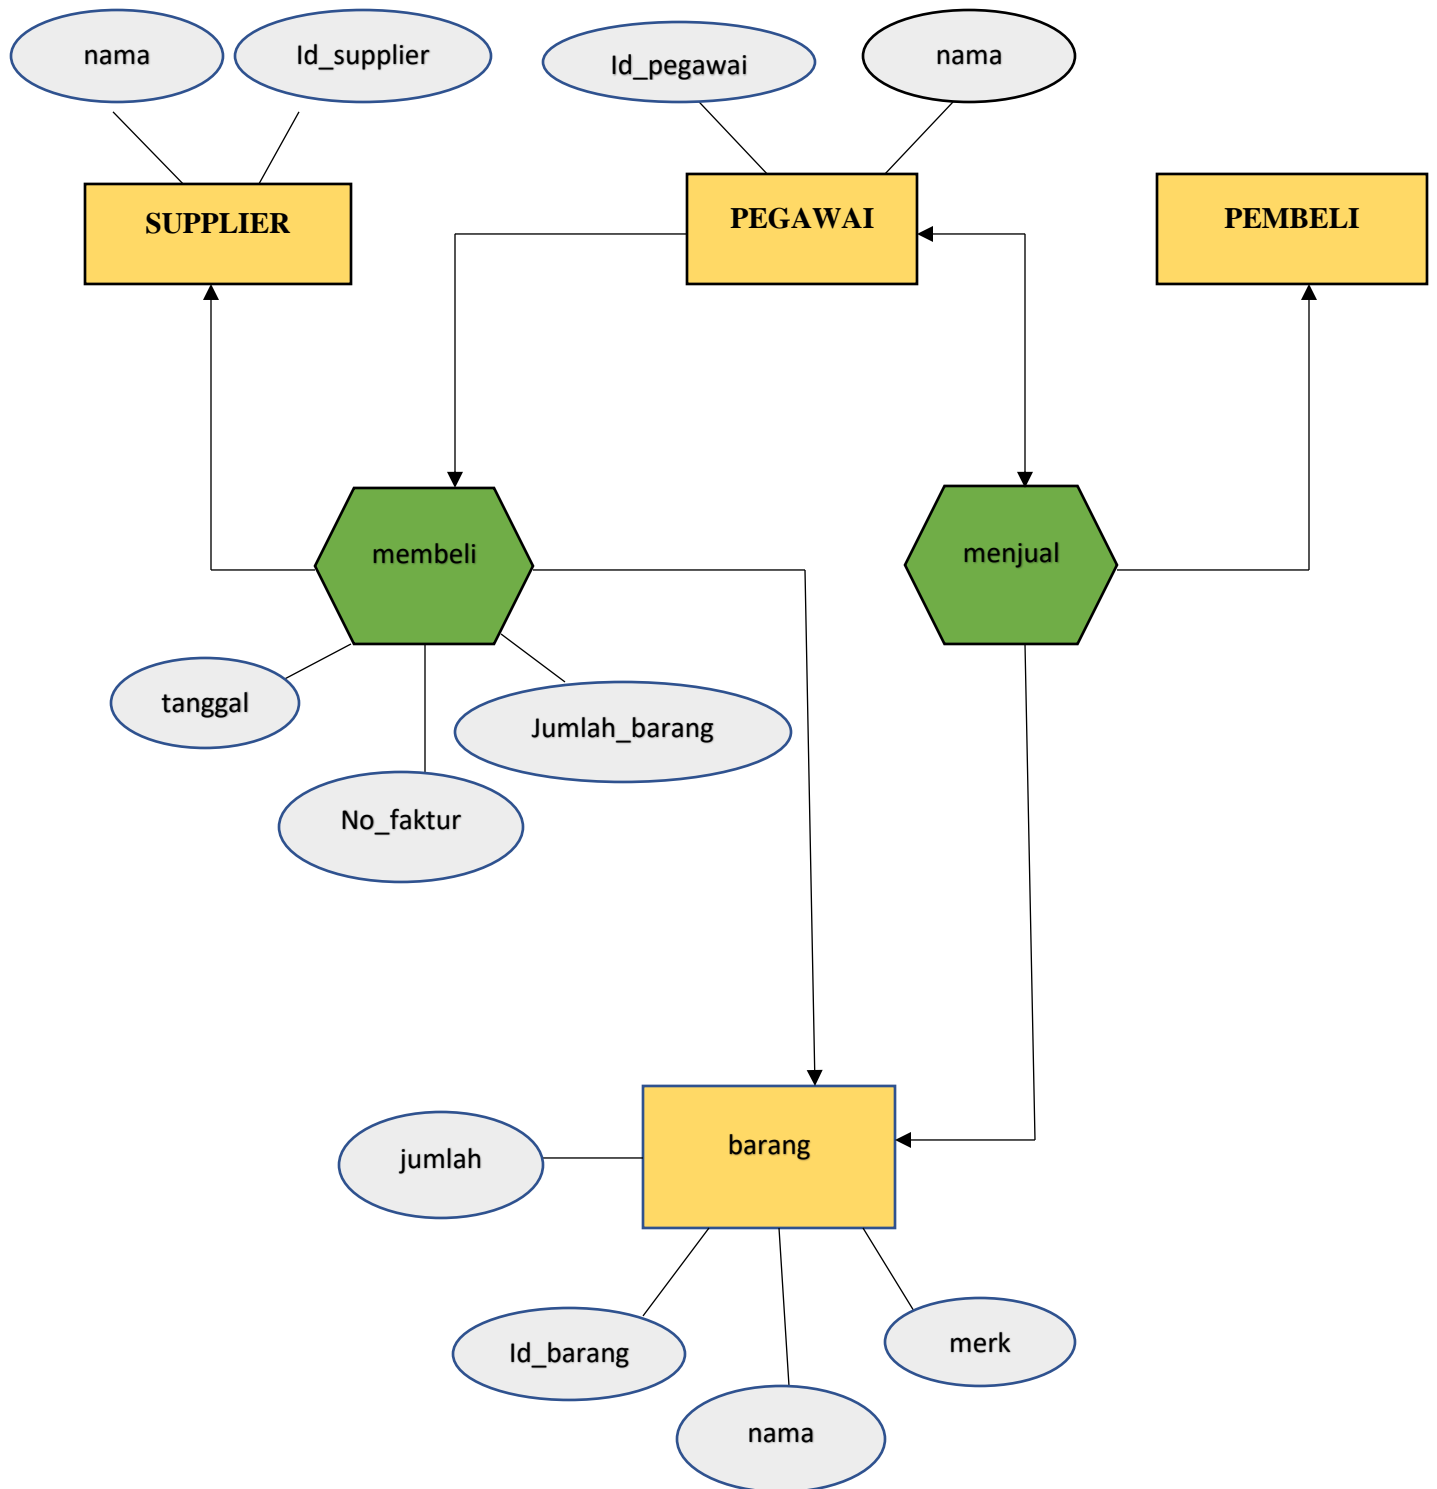 nama
Id_supplier
Id_pegawai
nama
SUPPLIER
PEGAWAI
PEMBELI
membeli
menjual
tanggal
Jumlah_barang
No_faktur
barang
jumlah
Id_barang
merk
nama